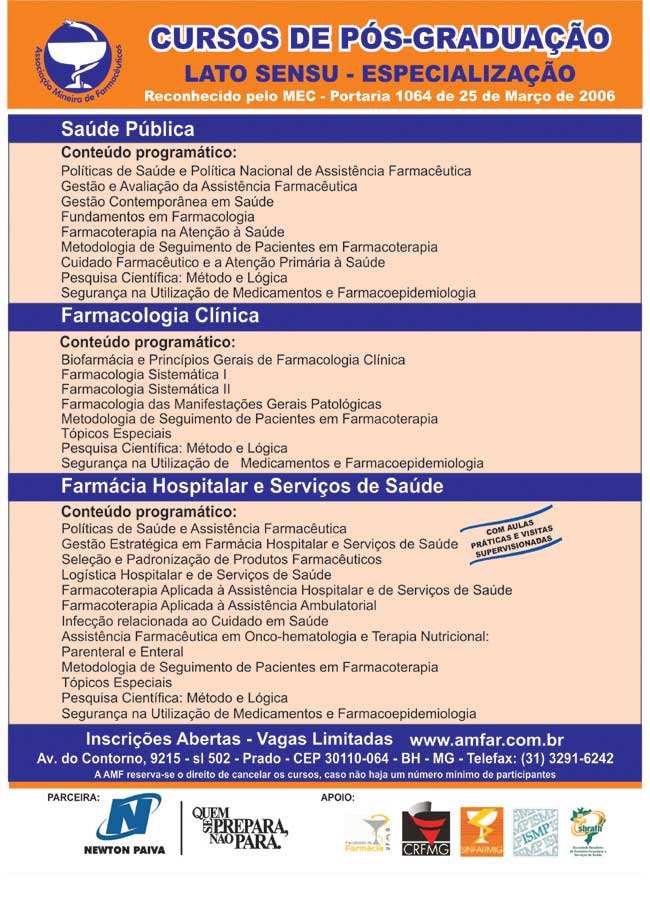 Associação Mineira de Farmacêuticos
CURSOS DE PÓS-GRADUAÇÃO
LATO SENSU - ESPECIALIZAÇÃO
Reconhecido pelo MEC - Portaria 1064 de 25 de Março de 2006
Saúde Pública
Conteúdo programático:
Políticas de Saúde e Política Nacional de Assistência Farmacêutica
Gestão e Avaliação da Assistência Farmacêutica
Gestão Contemporânea em Saúde
Fundamentos em Farmacologia
Farmacoterapia na Atenção à Saúde
Metodologia de Seguimento de Pacientes em Farmacoterapia
Cuidado Farmacêutico e a Atenção Primária à Saúde
Pesquisa Científica: Método e Lógica
Segurança na Utilização de Medicamentos e Farmacoepidemiologia
Farmacologia Clínica
Conteúdo programático:
Biofarmácia e Princípios Gerais de Farmacologia Clínica
Farmacologia Sistemática I
Farmacologia Sistemática II
Farmacologia das Manifestações Gerais Patológicas
Metodologia de Seguimento de Pacientes em Farmacoterapia
Tópicos Especiais
Pesquisa Científica: Método e Lógica
Segurança na Utilização de Medicamentos e Farmacoepidemiologia
Farmácia Hospitalar e Serviços de Saúde
Conteúdo programático:
Políticas de Saúde e Assistência Farmacêutica
Gestão Estratégica em Farmácia Hospitalar e Serviços de Saúde
Seleção e Padronização de Produtos Farmacêuticos
Logística Hospitalar e de Serviços de Saúde
Farmacoterapia Aplicada à Assistência Hospitalar e de Serviços de Saúde
Farmacoterapia Aplicada à Assistência Ambulatorial
Infecção relacionada ao Cuidado em Saúde
Assistência Farmacêutica em Onco-hematologia e Terapia Nutricional:
Parenteral e Enteral
Metodologia de Seguimento de Pacientes em Farmacoterapia
Tópicos Especiais
Pesquisa Científica: Método e Lógica
Segurança na Utilização de Medicamentos e Farmacoepidemiologia
COM AULAS
PRÁTICAS E VISITAS
SUPERVISIONADAS
Inscrições Abertas - Vagas Limitadas www.amfar.com.br
Av. do Contorno, 9215 - sl 502 - Prado - CEP 30110-064 - BH - MG - Telefax: (31) 3291-6242
A AMF reserva-se o direito de cancelar os cursos, caso não haja um número mínimo de participantes
PARCEIRA:
N
NEWTON PAIVA
QUEM
SE PREPARA,
NÃO PARA.
APOIO:
Faculdade de
Farmácia
UFMG
CRFMG
SINFARMIG
ISMP
sbrafh